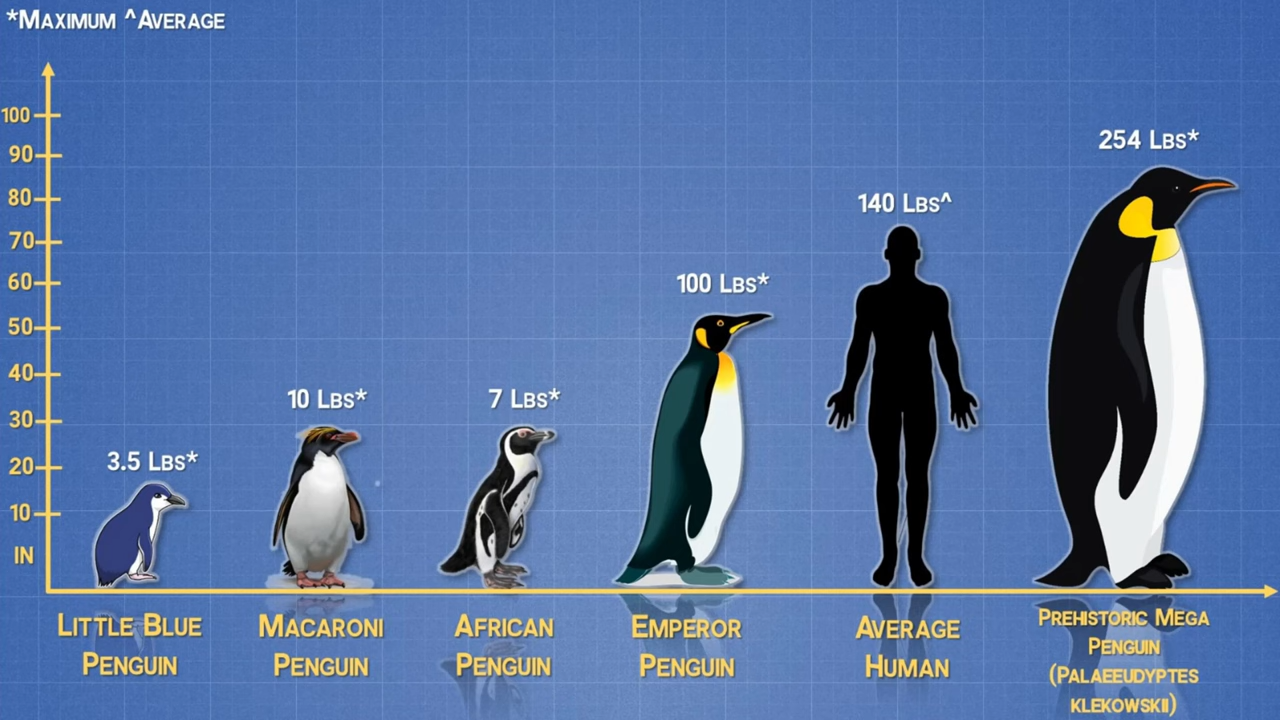 *Maximum ^Average
100
90
80
70
60
50
40
30
20
10
IN
3.5 Lbs*
10 Lbs*
7 Lbs*
100 Lbs*
140 Lbs^
254 Lbs*
Little Blue
Penguin
Macaroni
Penguin
African
Penguin
Emperor
Penguin
Average
Human
Prehistoric Mega
Penguin
(Palaeeudyptes
klekowskii)